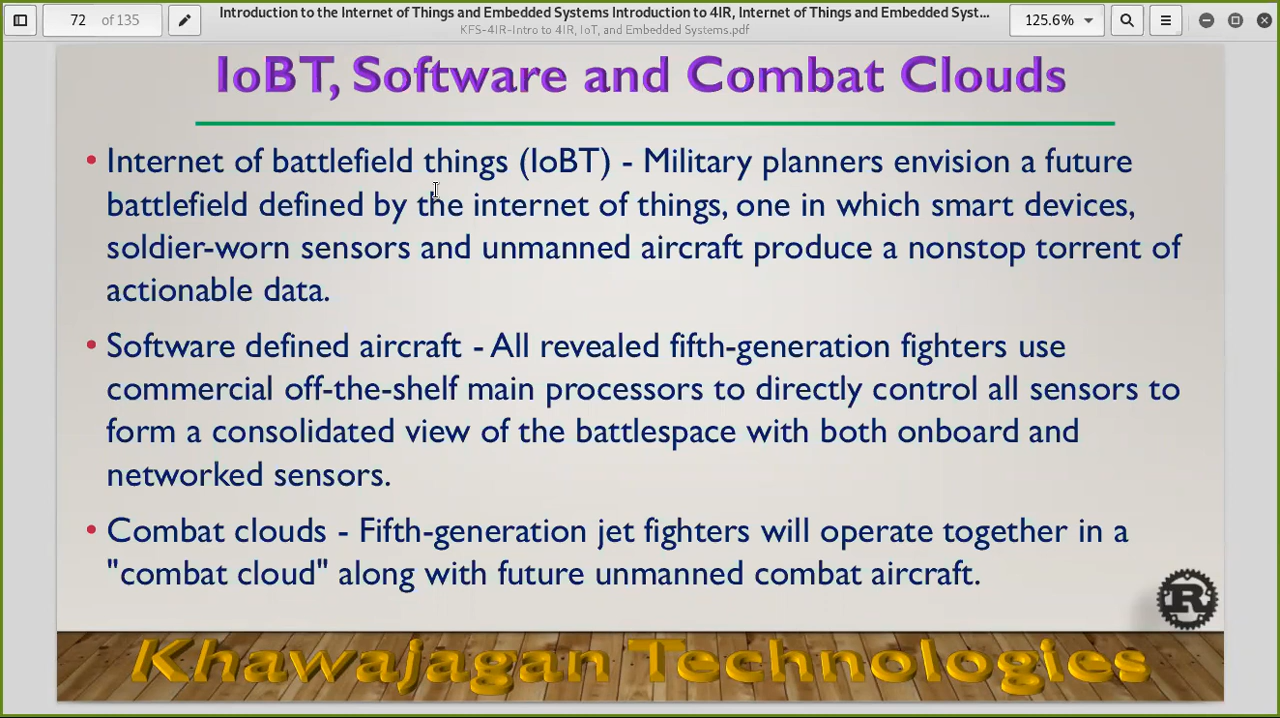 72 of 135
Introduction to the Internet of Things and Embedded Systems Introduction to 4IR, Internet of Things and Embedded Syst...
KFS-4IR-Intro to 4IR, IoT, and Embedded Systems.pdf
125.6%
IoBT, Software and Combat Clouds
• Internet of battlefield things (IoBT) - Military planners envision a future
battlefield defined by the internet of things, one in which smart devices,
soldier-worn sensors and unmanned aircraft produce a nonstop torrent of
actionable data.
• Software defined aircraft - All revealed fifth-generation fighters use
commercial off-the-shelf main processors to directly control all sensors to
form a consolidated view of the battlespace with both onboard and
networked sensors.
• Combat clouds - Fifth-generation jet fighters will operate together in a
"combat cloud" along with future unmanned combat aircraft.
R
Khawajagan Technologies